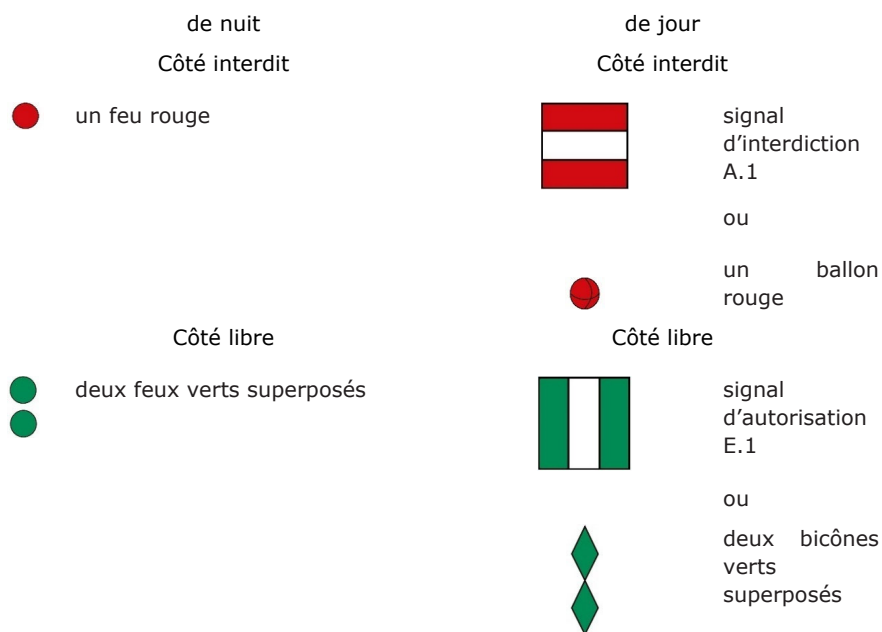 de nuit
de jour
Côté interdit
Côté interdit
un feu rouge
signal
d'interdiction
A.1
ou
un ballon
rouge
Côté libre
Côté libre
deux feux verts superposés
signal
d'autorisation
E.1
ou
deux bicônes
verts
superposés